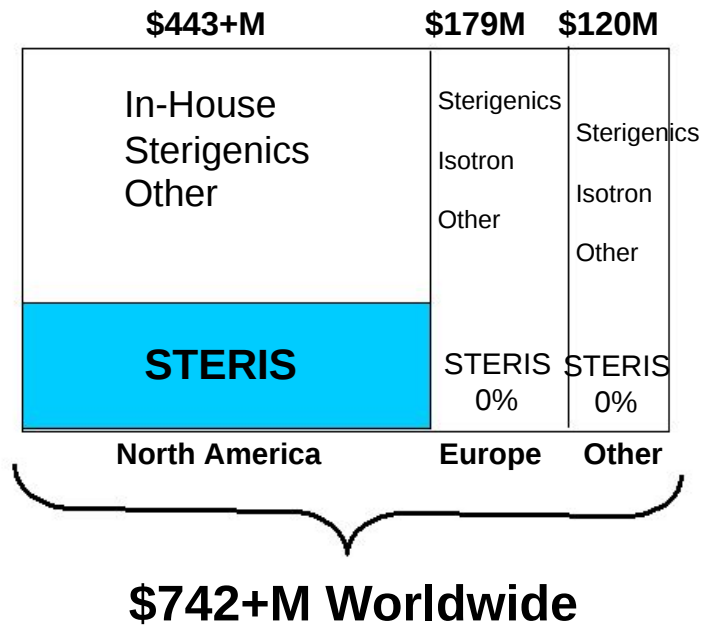 $443+M $179M $120M
In-House
Sterigenics
Other
STERIS
Sterigenics
Isotron
Other
STERIS
0%
Sterigenics
Isotron
Other
STERIS
0%
North America Europe Other
$742+M Worldwide